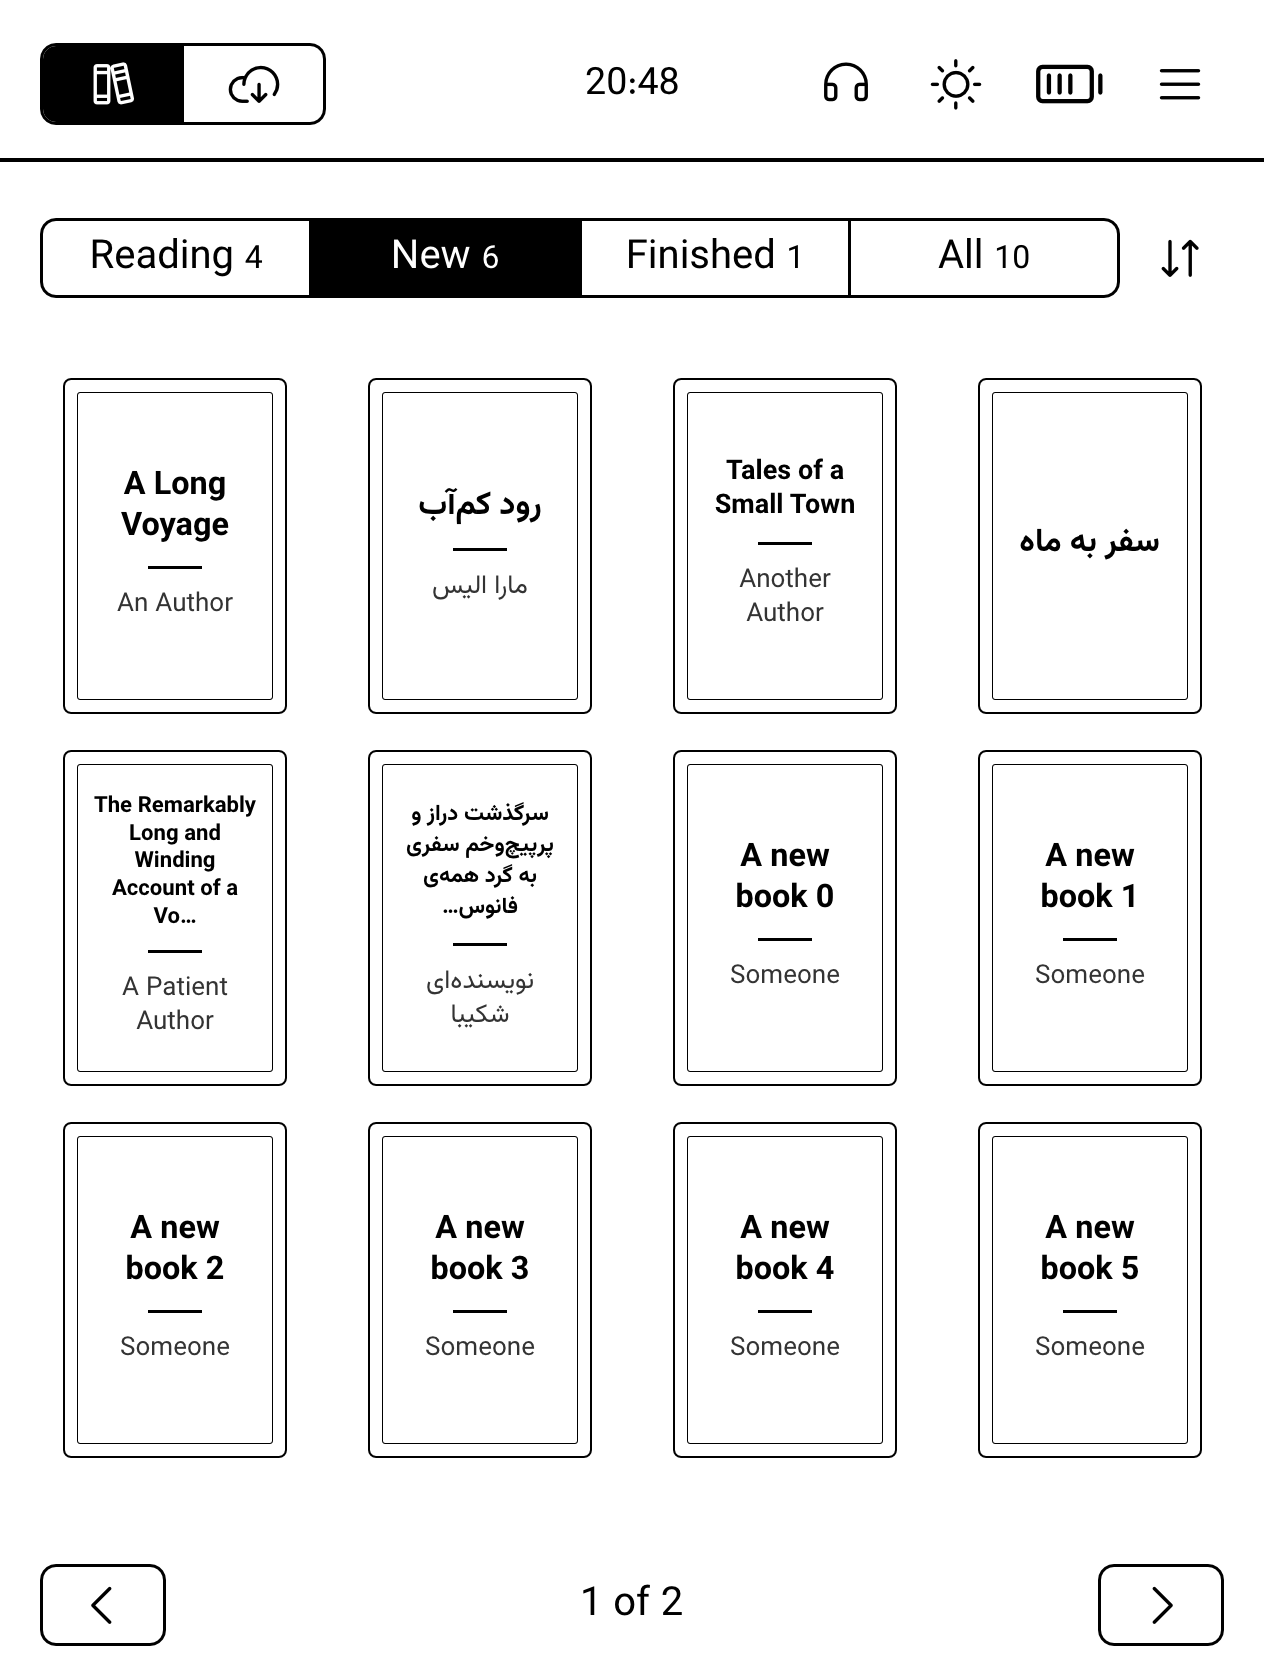 20:48
Reading 4
New 6
Finished 1
All 10
A Long
Voyage
An Author
رود کم‌آب
مارا الیس
Tales of a
Small Town
Another
Author
سفر به ماه
The Remarkably
Long and
Winding
Account of a
Vo…
A Patient
Author
سرگذشت دراز و
پرپیچ‌وخم سفری
به گرد همه‌ی
فانوس…
نویسنده‌ای
شکیبا
A new
book 0
Someone
A new
book 1
Someone
A new
book 2
Someone
A new
book 3
Someone
A new
book 4
Someone
A new
book 5
Someone
1 of 2